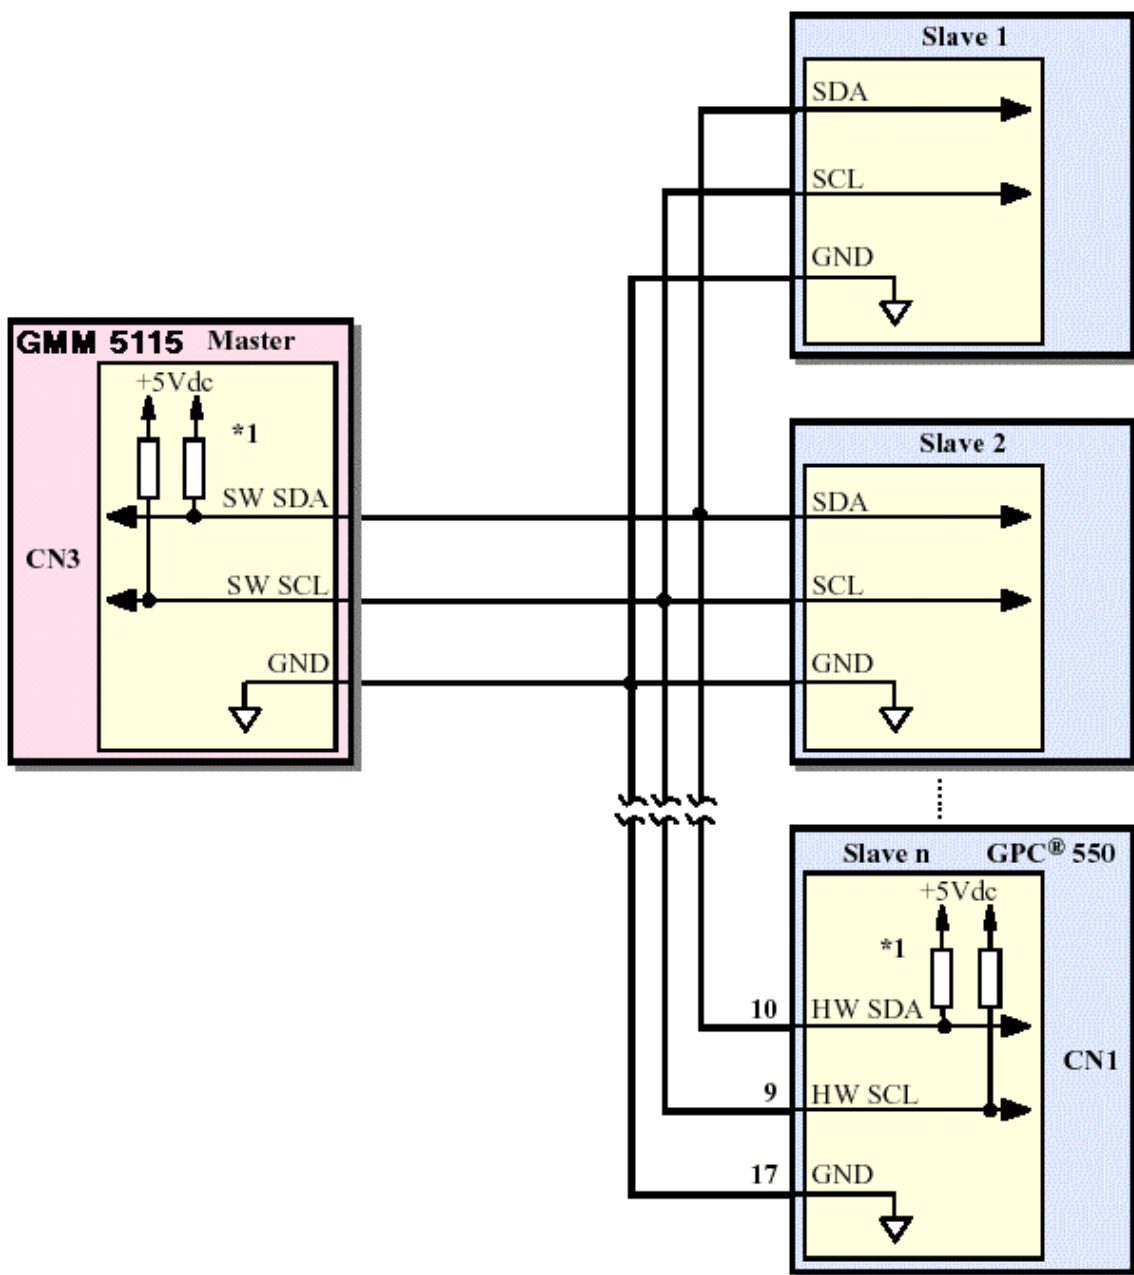 Slave 1
SDA
SCL
GND
GMM 5115 Master
+5Vdc
*1
SW SDA
CN3
SW SCL
GND
Slave 2
SDA
SCL
GND
Slave n GPC® 550
+5Vdc
*1
10 HW SDA
CN1
9 HW SCL
17 GND